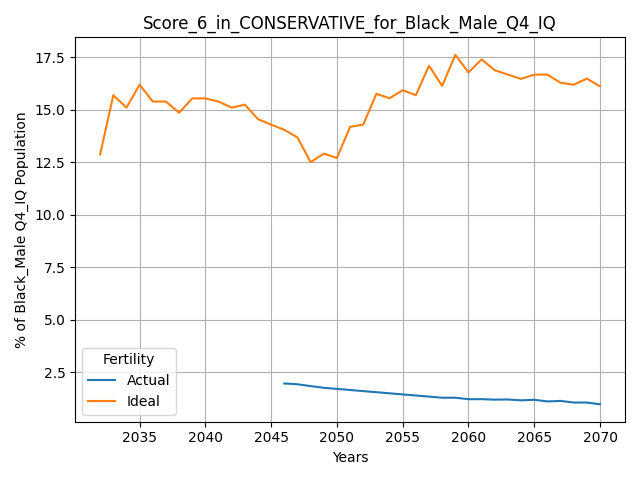 Score_6_in_CONSERVATIVE_for_Black_Male_Q4_IQ
% of Black_Male Q4_IQ Population
17.5
15.0
12.5
10.0
7.5
5.0
2.5
Fertility
Actual
Ideal
2035 2040 2045 2050 2055 2060 2065 2070
Years